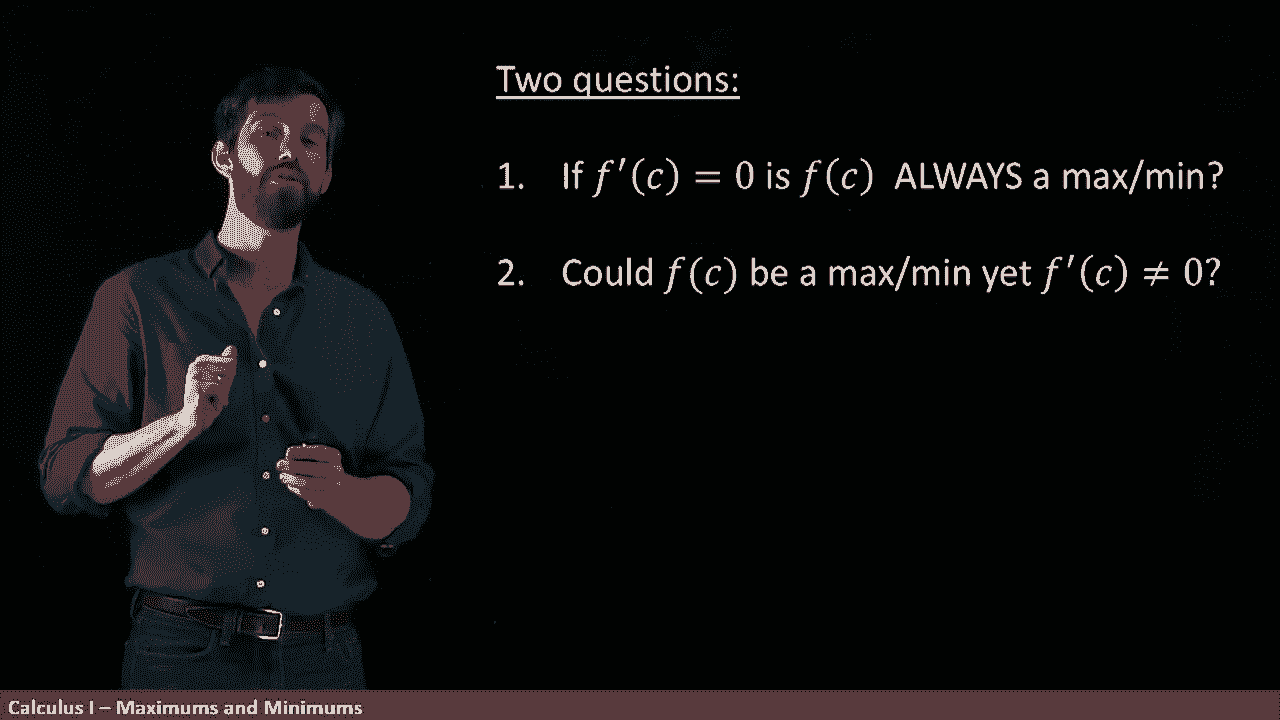 Two questions:
1. If f′(c) = 0 is f(c) ALWAYS a max/min?
2. Could f(c) be a max/min yet f′(c) ≠ 0?
Calculus I – Maximums and Minimums